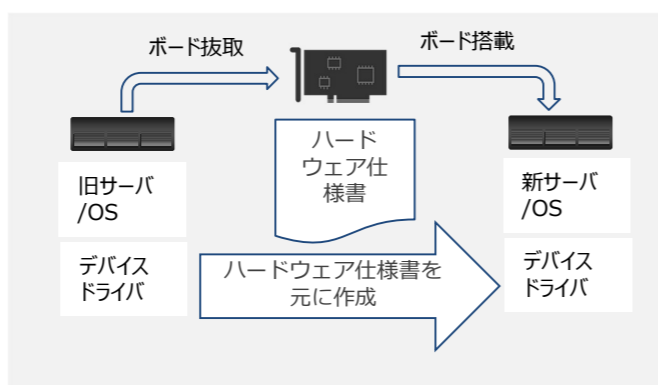 ボード抜取
ボード搭載
ハード
ウェア仕
様書
旧サーバ
/OS
新サーバ
/OS
デバイス
ドライバ
ハードウェア仕様書を
元に作成
デバイス
ドライバ